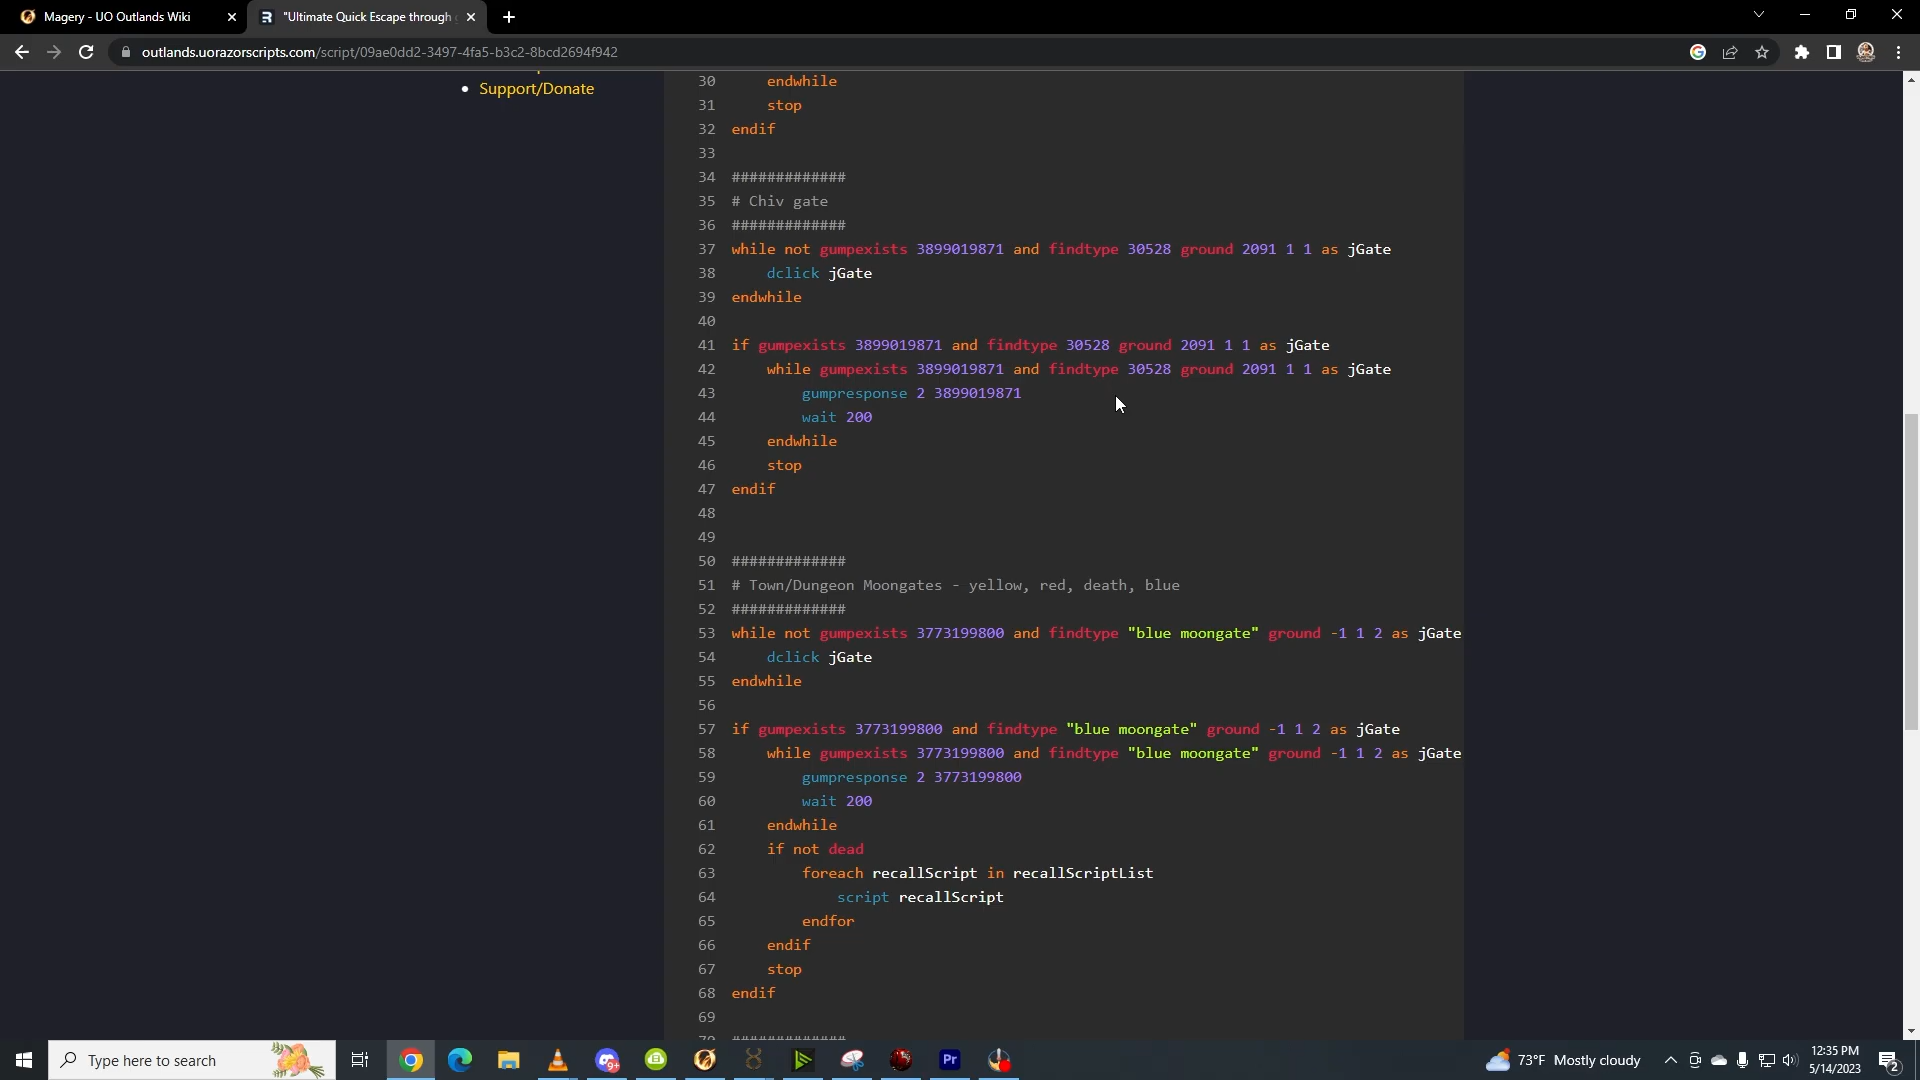 Magery - UO Outlands Wiki
"Ultimate Quick Escape through
outlands.uorazorscripts.com/script/09ae0dd2-3497-4fa5-b3c2-8bcd2694f942
Support/Donate
30 endwhile
31 stop
32 endif
33
34 #############
35 # Chiv gate
36 #############
37 while not gumpexists 3899019871 and findtype 30528 ground 2091 1 1 as jGate
38 dclick jGate
39 endwhile
40
41 if gumpexists 3899019871 and findtype 30528 ground 2091 1 1 as jGate
42 while gumpexists 3899019871 and findtype 30528 ground 2091 1 1 as jGate
43 gumpresponse 2 3899019871
44 wait 200
45 endwhile
46 stop
47 endif
48
49
50 #############
51 # Town/Dungeon Moongates - yellow, red, death, blue
52 #############
53 while not gumpexists 3773199800 and findtype "blue moongate" ground -1 1 2 as jGate
54 dclick jGate
55 endwhile
56
57 if gumpexists 3773199800 and findtype "blue moongate" ground -1 1 2 as jGate
58 while gumpexists 3773199800 and findtype "blue moongate" ground -1 1 2 as jGate
59 gumpresponse 2 3773199800
60 wait 200
61 endwhile
62 if not dead
63 foreach recallScript in recallScriptList
64 script recallScript
65 endfor
66 endif
67 stop
68 endif
69
Type here to search
9+
Pr
73°F Mostly cloudy
12:35 PM
5/14/2023
2